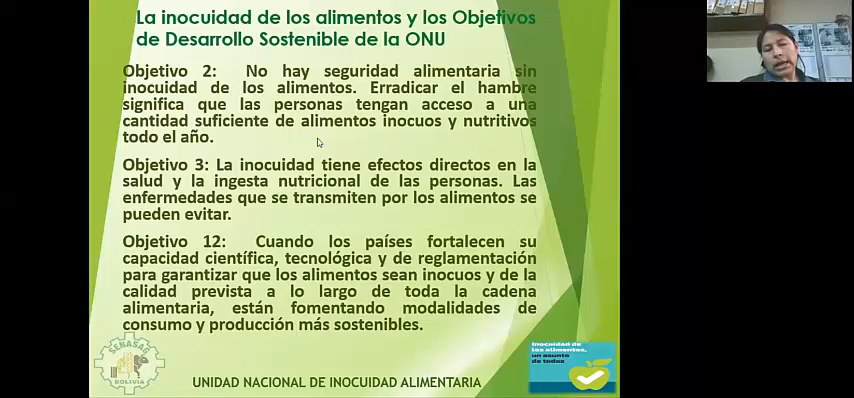 La inocuidad de los alimentos y los Objetivos
de Desarrollo Sostenible de la ONU
Objetivo 2: No hay seguridad alimentaria sin
inocuidad de los alimentos. Erradicar el hambre
significa que las personas tengan acceso a una
cantidad suficiente de alimentos inocuos y nutritivos
todo el año.
Objetivo 3: La inocuidad tiene efectos directos en la
salud y la ingesta nutricional de las personas. Las
enfermedades que se transmiten por los alimentos se
pueden evitar.
Objetivo 12: Cuando los países fortalecen su
capacidad científica, tecnológica y de reglamentación
para garantizar que los alimentos sean inocuos y de la
calidad prevista a lo largo de toda la cadena
alimentaria, están fomentando modalidades de
consumo y producción más sostenibles.
SENASAG
BOLIVIA
UNIDAD NACIONAL DE INOCUIDAD ALIMENTARIA
Inocuidad de
los alimentos,
un asunto
de todos